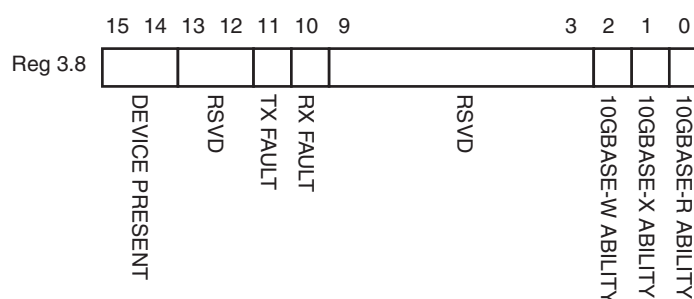 15 14 13 12 11 10 9 3 2 1 0
Reg 3.8
DEVICE PRESENT
RSVD
TX FAULT
RX FAULT
RSVD
10GBASE-W ABILITY
10GBASE-X ABILITY
10GBASE-R ABILITY